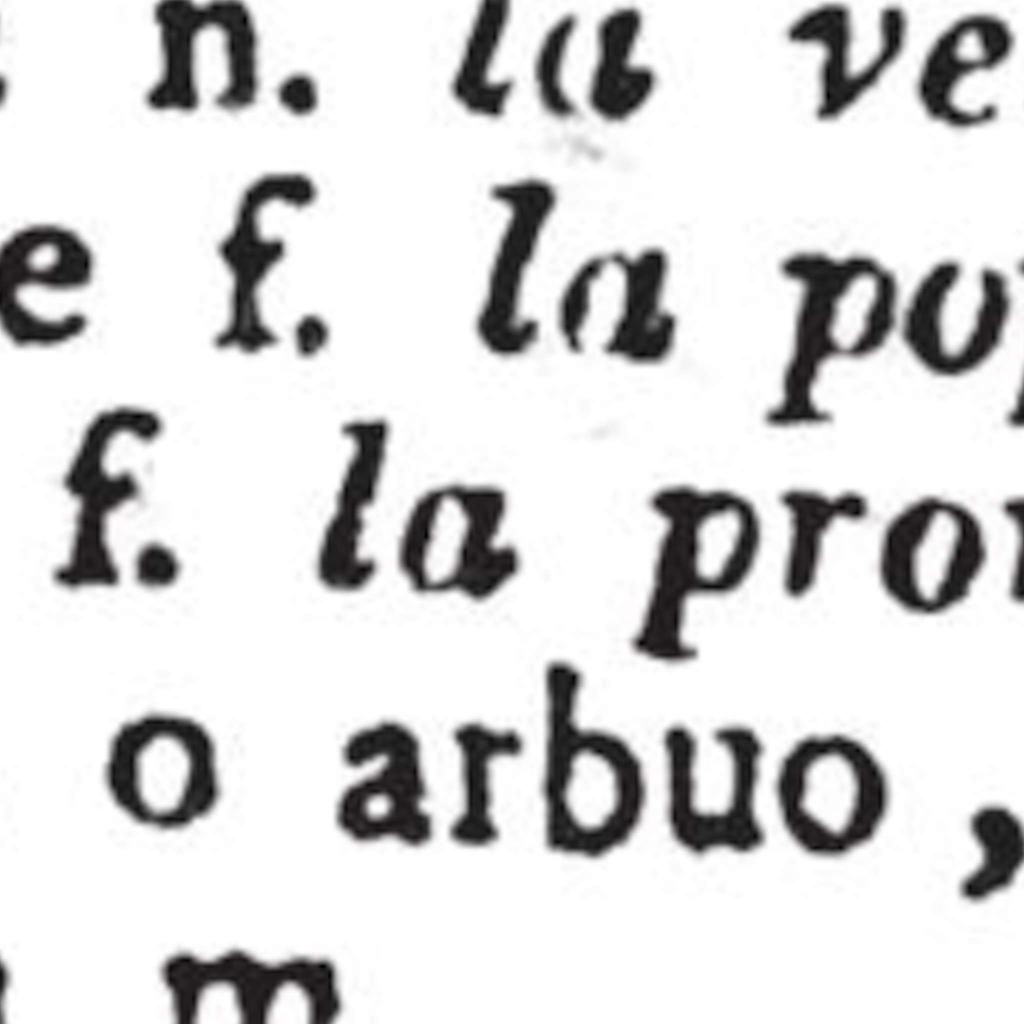 n. la ve
e f. la po
f. la pro
o arbuo ,
m